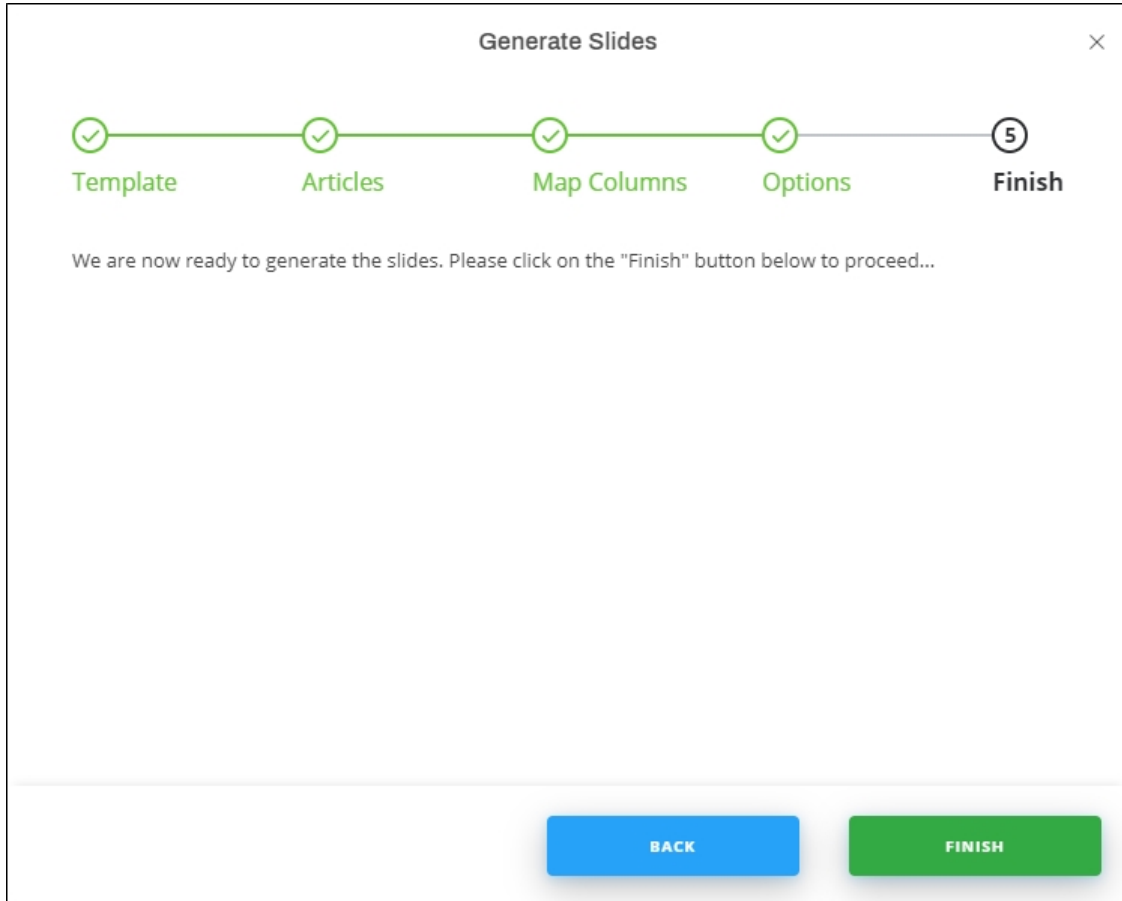 Generate Slides
5
Template Articles Map Columns Options Finish
We are now ready to generate the slides. Please click on the "Finish" button below to proceed...
BACK FINISH